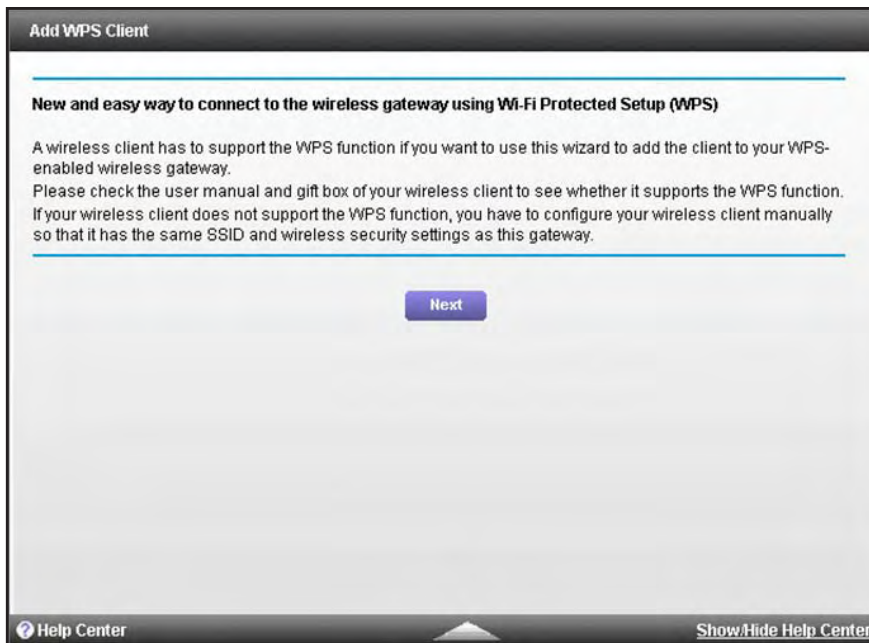 Add WPS Client
New and easy way to connect to the wireless gateway using Wi-Fi Protected Setup (WPS)
A wireless client has to support the WPS function if you want to use this wizard to add the client to your WPS-
enabled wireless gateway.
Please check the user manual and gift box of your wireless client to see whether it supports the WPS function.
If your wireless client does not support the WPS function, you have to configure your wireless client manually
so that it has the same SSID and wireless security settings as this gateway.
Next
Help Center
Show/Hide Help Center